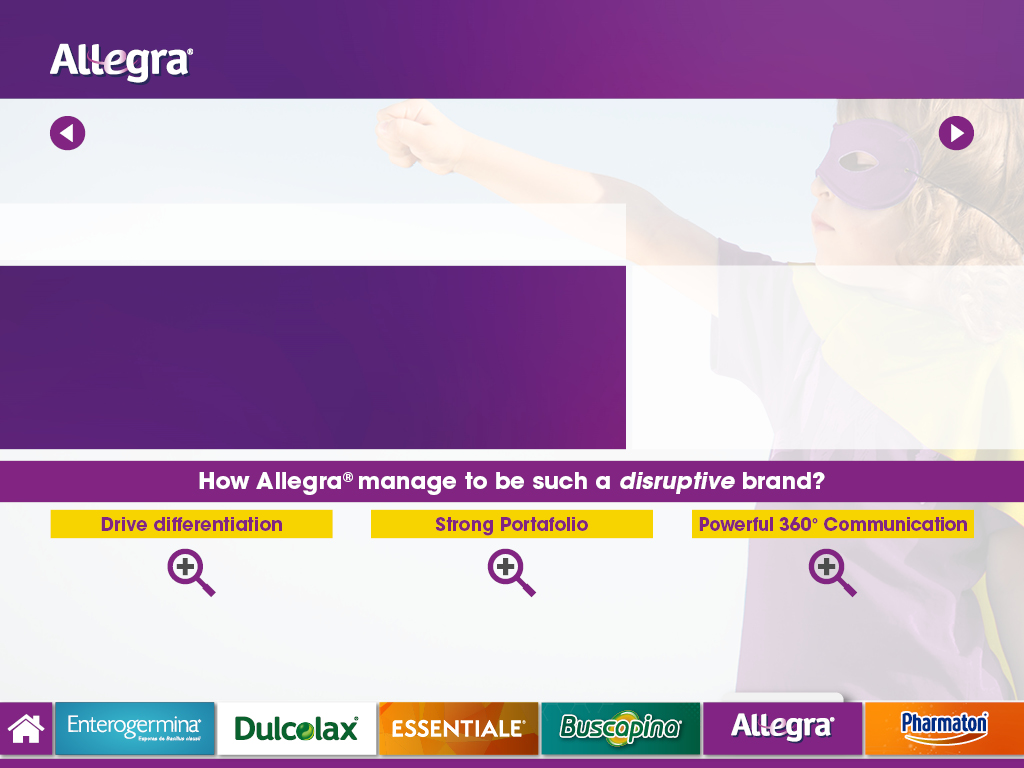 Allegra®
How Allegra® manage to be such a disruptive brand?
Drive differentiation
Strong Portafolio
Powerful 360° Communication
Enterogermina®
Esporas de Bacillus clausii
Dulcolax®
ESSENTIALE®
Buscopina®
Allegra®
Pharmaton®